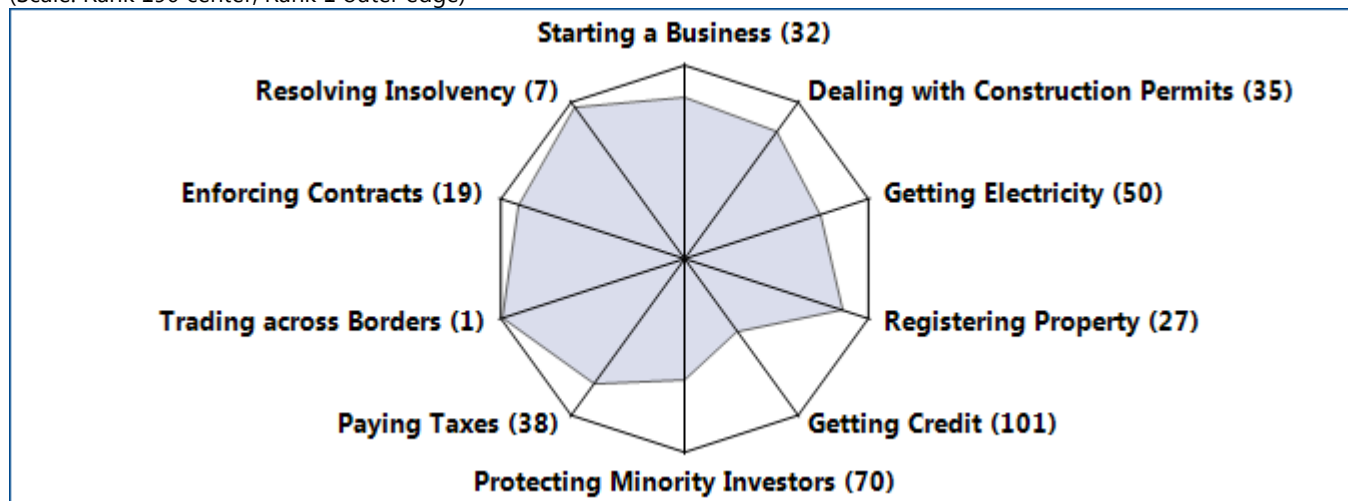 Starting a Business (32)
Resolving Insolvency (7)
Dealing with Construction Permits (35)
Enforcing Contracts (19)
Getting Electricity (50)
Trading across Borders (1)
Registering Property (27)
Paying Taxes (38)
Getting Credit (101)
Protecting Minority Investors (70)